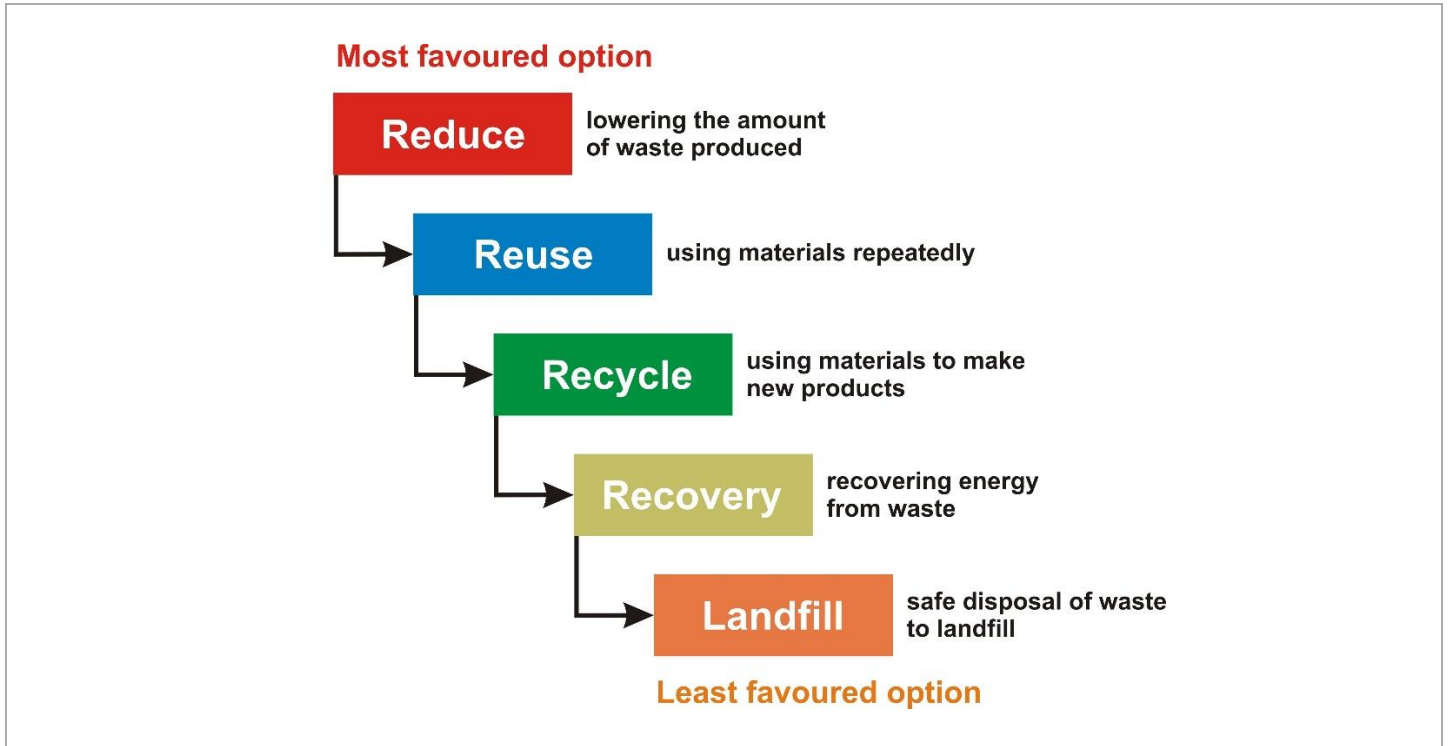 Most favoured option
Reduce
lowering the amount
of waste produced
Reuse
using materials repeatedly
Recycle
using materials to make
new products
Recovery
recovering energy
from waste
Landfill
safe disposal of waste
to landfill
Least favoured option